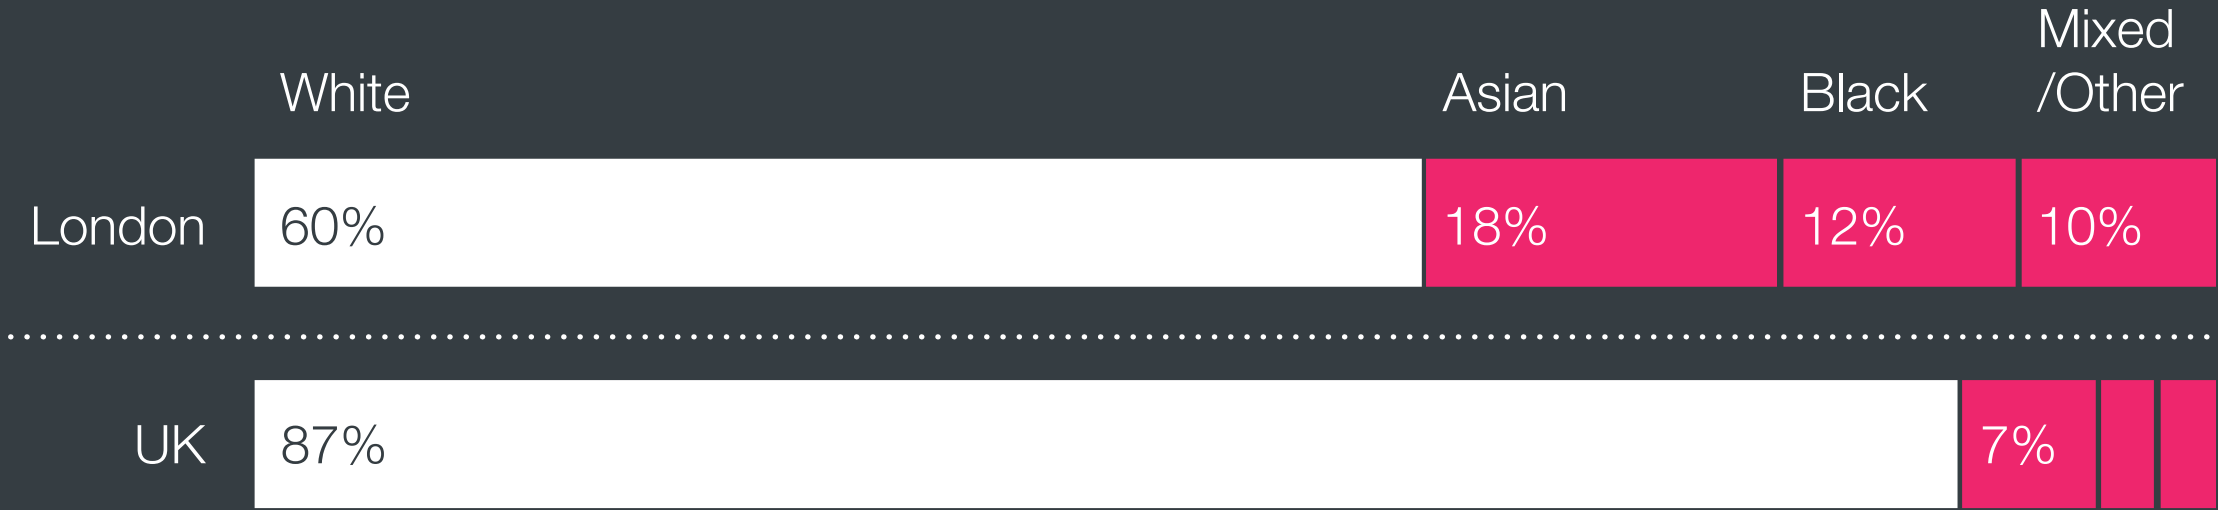 White Asian Black Mixed
/Other
London 60% 18% 12% 10%
UK 87% 7%